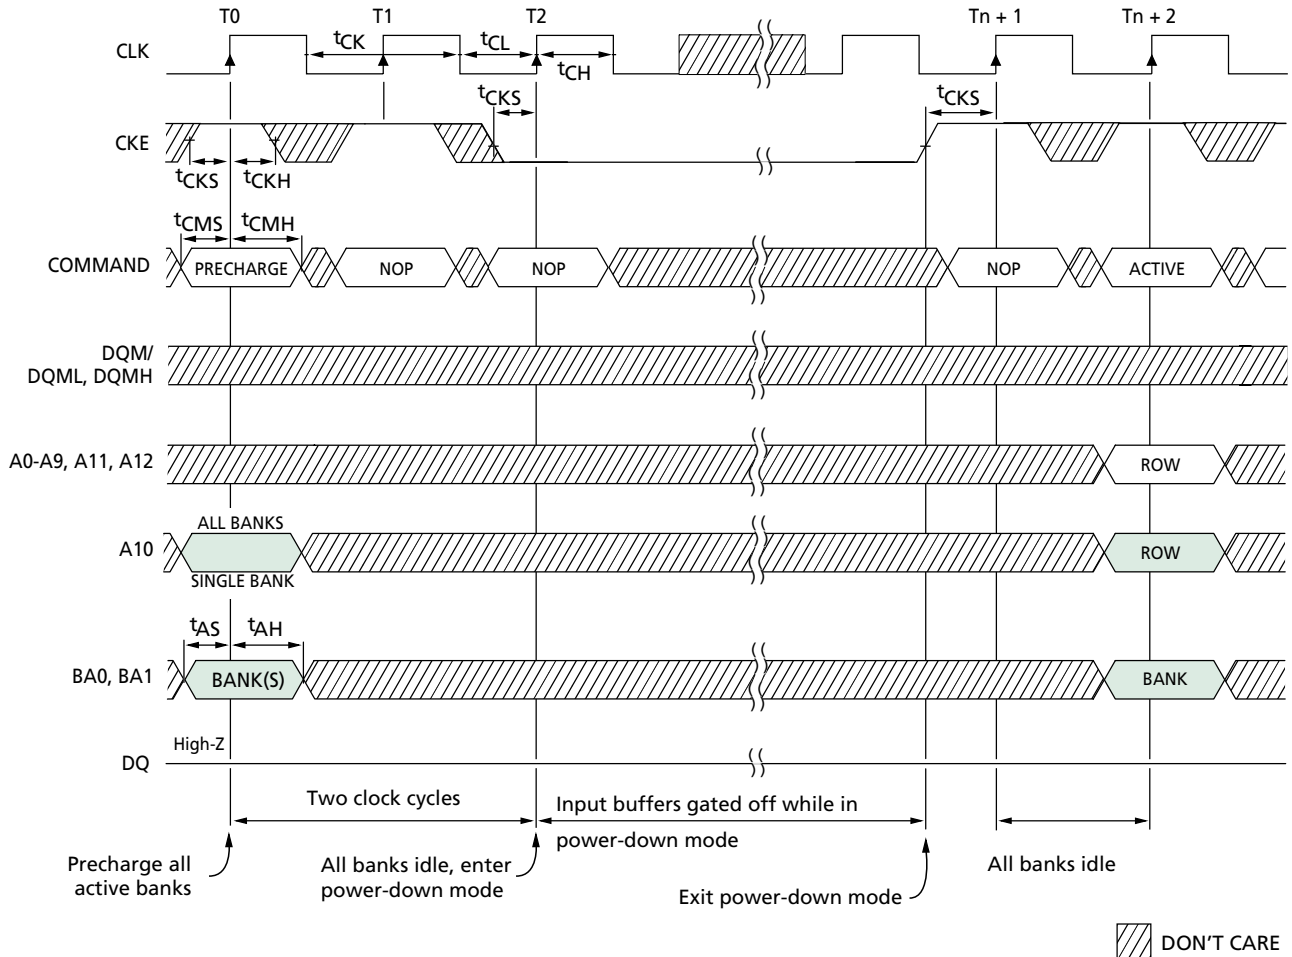 T0 T1 T2 Tn + 1 Tn + 2
CLK
tCK tCL tCH
CKE
tCKS tCKS
tCKS tCKH
tCMS tCMH
COMMAND PRECHARGE NOP NOP NOP ACTIVE
DQM/
DQML, DQMH
A0-A9, A11, A12 ROW
ALL BANKS
A10 ROW
SINGLE BANK
tAS tAH
BA0, BA1 BANK(S) BANK
High-Z
DQ
Two clock cycles
Input buffers gated off while in
power-down mode
Precharge all
active banks
All banks idle, enter
power-down mode
Exit power-down mode
All banks idle
DON'T CARE